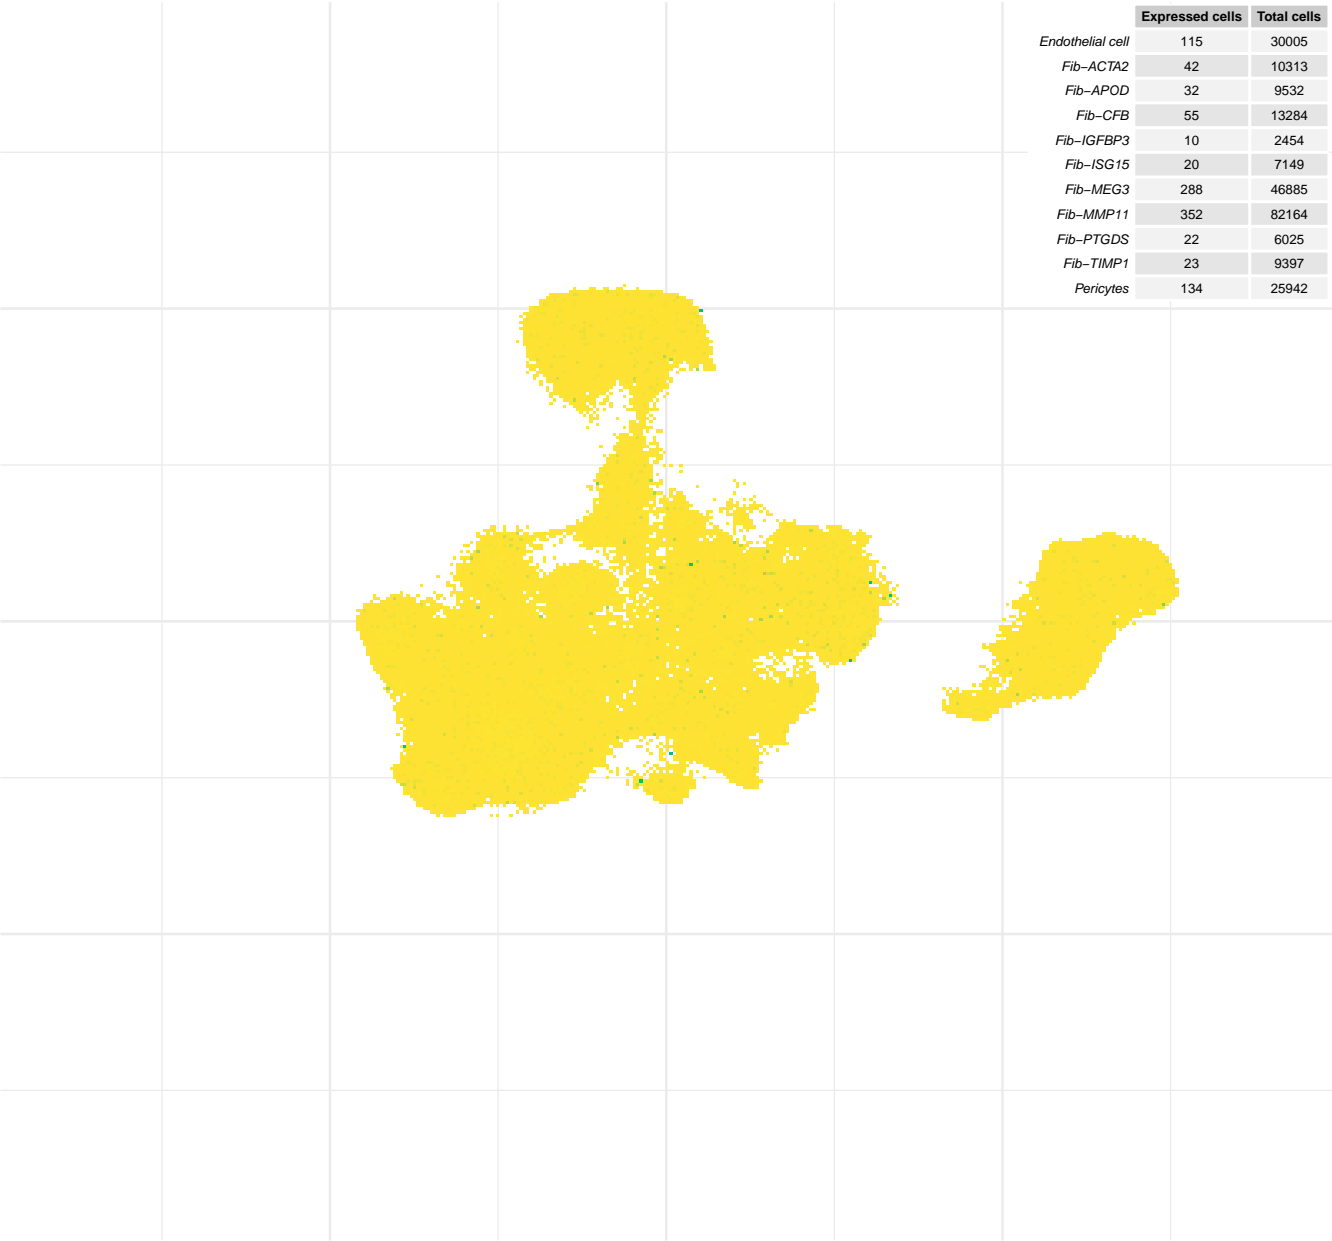 Expressed cells Total cells
Endothelial cell 115 30005
Fib−ACTA2 42 10313
Fib−APOD 32 9532
Fib−CFB 55 13284
Fib−IGFBP3 10 2454
Fib−ISG15 20 7149
Fib−MEG3 288 46885
Fib−MMP11 352 82164
Fib−PTGDS 22 6025
Fib−TIMP1 23 9397
Pericytes 134 25942